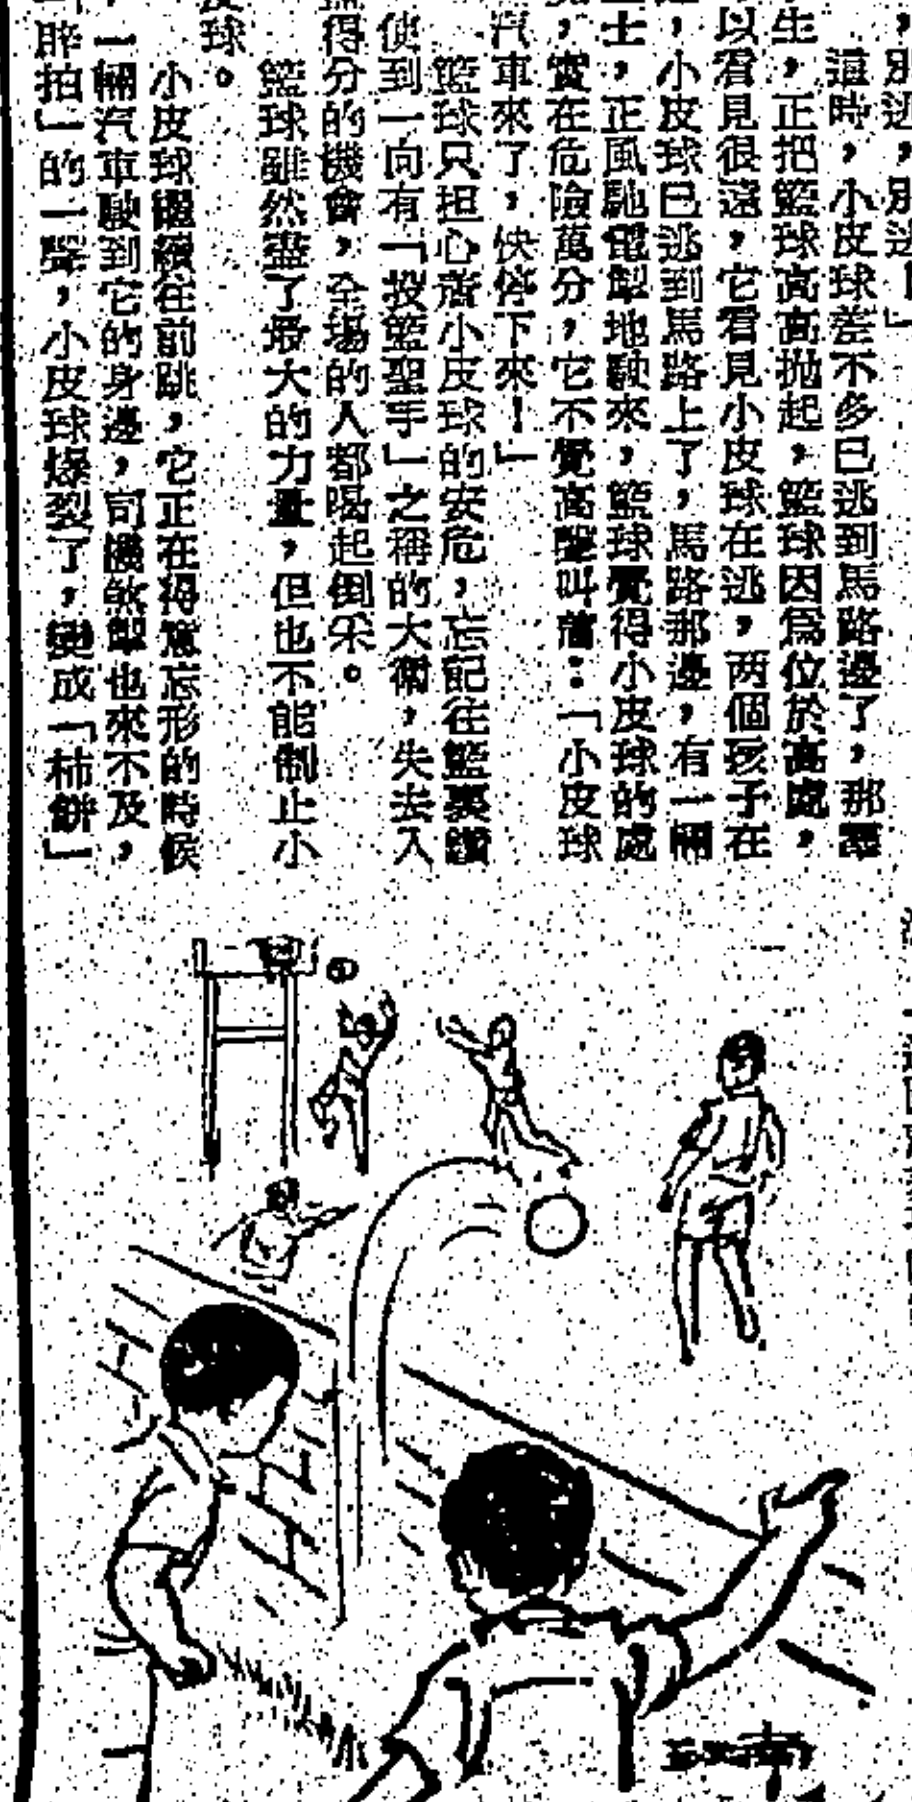 ，別逃，別逃！」
這時，小皮球差不多已逃到馬路邊了，那羣
生，正把籃球高高抛起，籃球因爲位於高處，
以看見很遠，它看見小皮球在逃，两個孩子在
，小皮球已逃到馬路上了，馬路那邊，有一輛
士，正風馳電掣地駛來，籃球覺得小皮球的處
，實在危險萬分，它不覺高聲叫着：「小皮球
汽車來了，快停下來！」
籃球只担心着小皮球的安危，忘記往籃裏鑽
使到一向有「投籃聖手」之稱的大衛，失去入
得分的機會，全場的人都喝起倒采。
籃球雖然盡了最大的力量，但也不能制止小
皮球。
小皮球繼續往前跳，它正在得意忘形的時候
，一輛汽車駛到它的身邊，司機煞掣也來不及，
辟拍」的一聲，小皮球爆裂了，變成「柿餅」